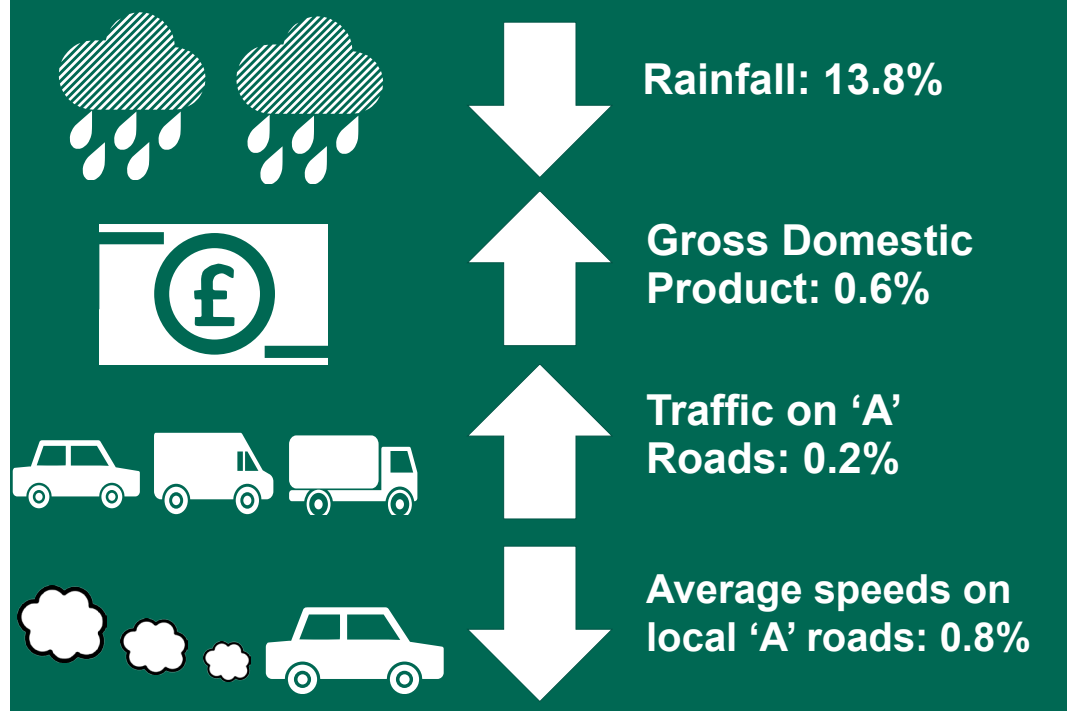 Rainfall: 13.8%
£
Gross Domestic
Product: 0.6%
Traffic on ‘A’
Roads: 0.2%
Average speeds on
local ‘A’ roads: 0.8%